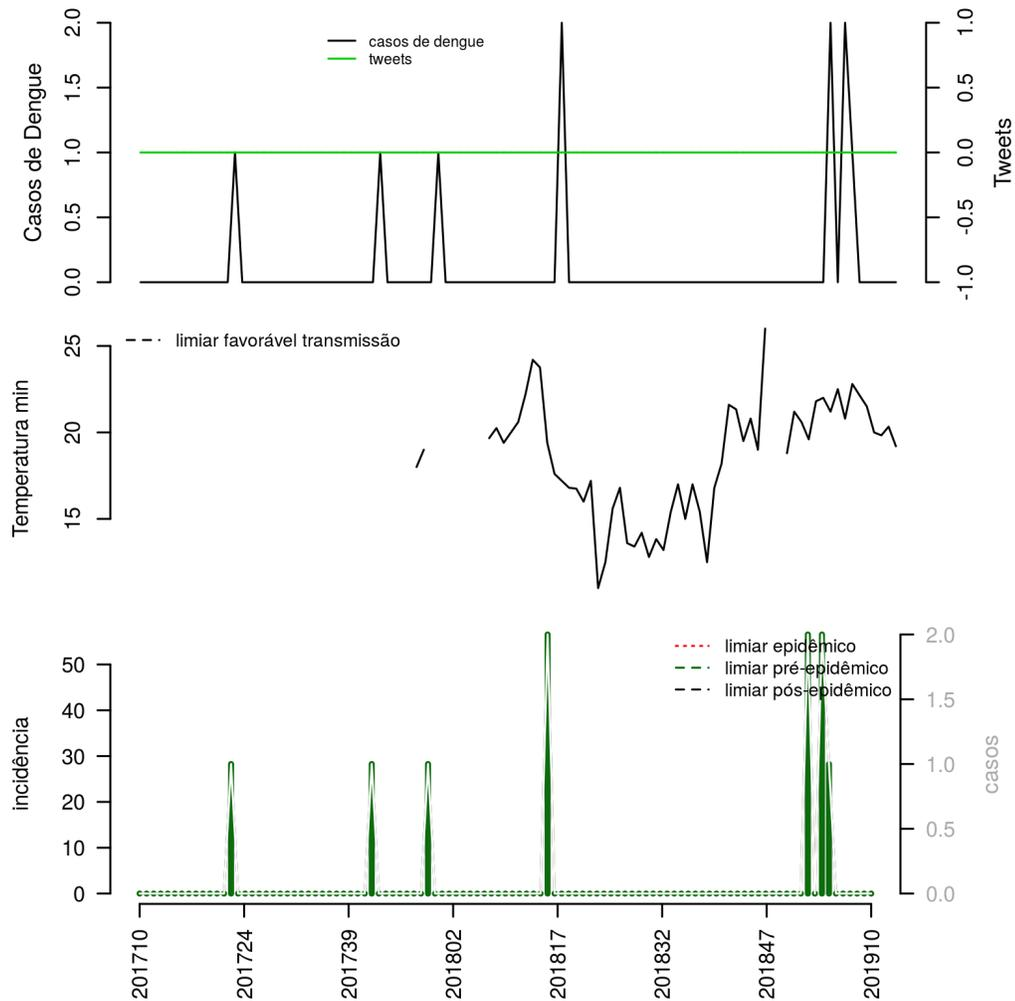 2.0
1.5
1.0
0.5
0.0
Casos de Dengue
casos de dengue
tweets
1.0
0.5
0.0
-0.5
-1.0
Tweets
25
20
15
Temperatura min
limiar favorável transmissão
50
40
30
20
10
0
incidência
limiar epidêmico
limiar pré-epidêmico
limiar pós-epidêmico
2.0
1.5
1.0
0.5
0.0
casos
201710
201724
201739
201802
201817
201832
201847
201910